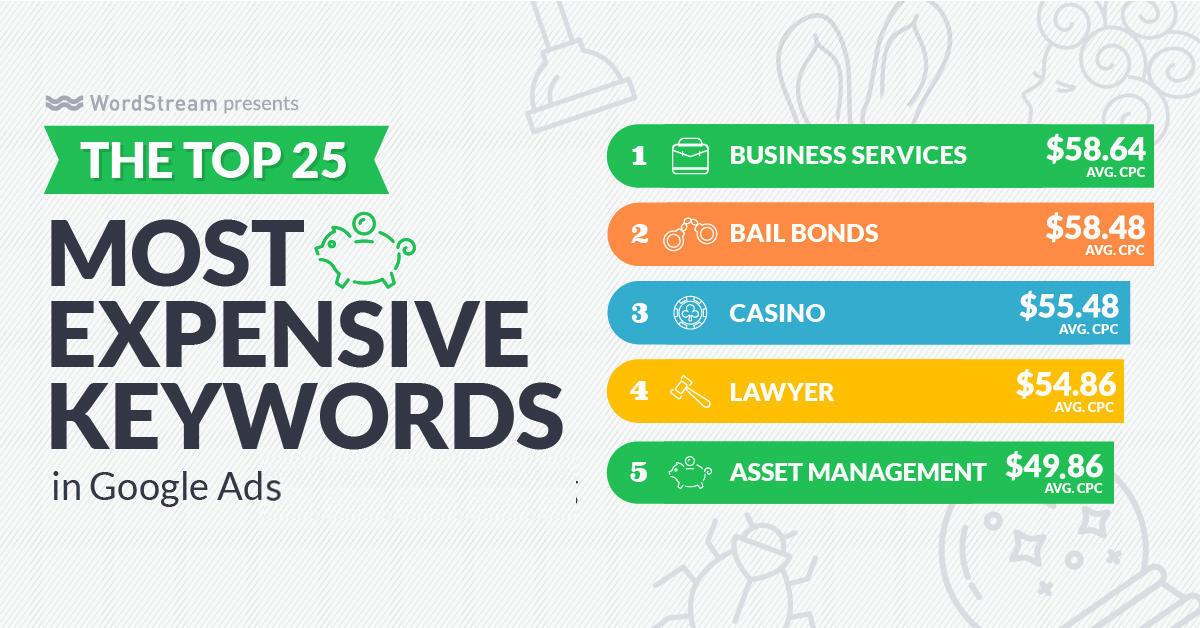 WordStream presents
THE TOP 25
MOST
EXPENSIVE
KEYWORDS
in Google Ads
1 BUSINESS SERVICES $58.64
AVG. CPC
2 BAIL BONDS $58.48
AVG. CPC
3 CASINO $55.48
AVG. CPC
4 LAWYER $54.86
AVG. CPC
5 ASSET MANAGEMENT $49.86
AVG. CPC